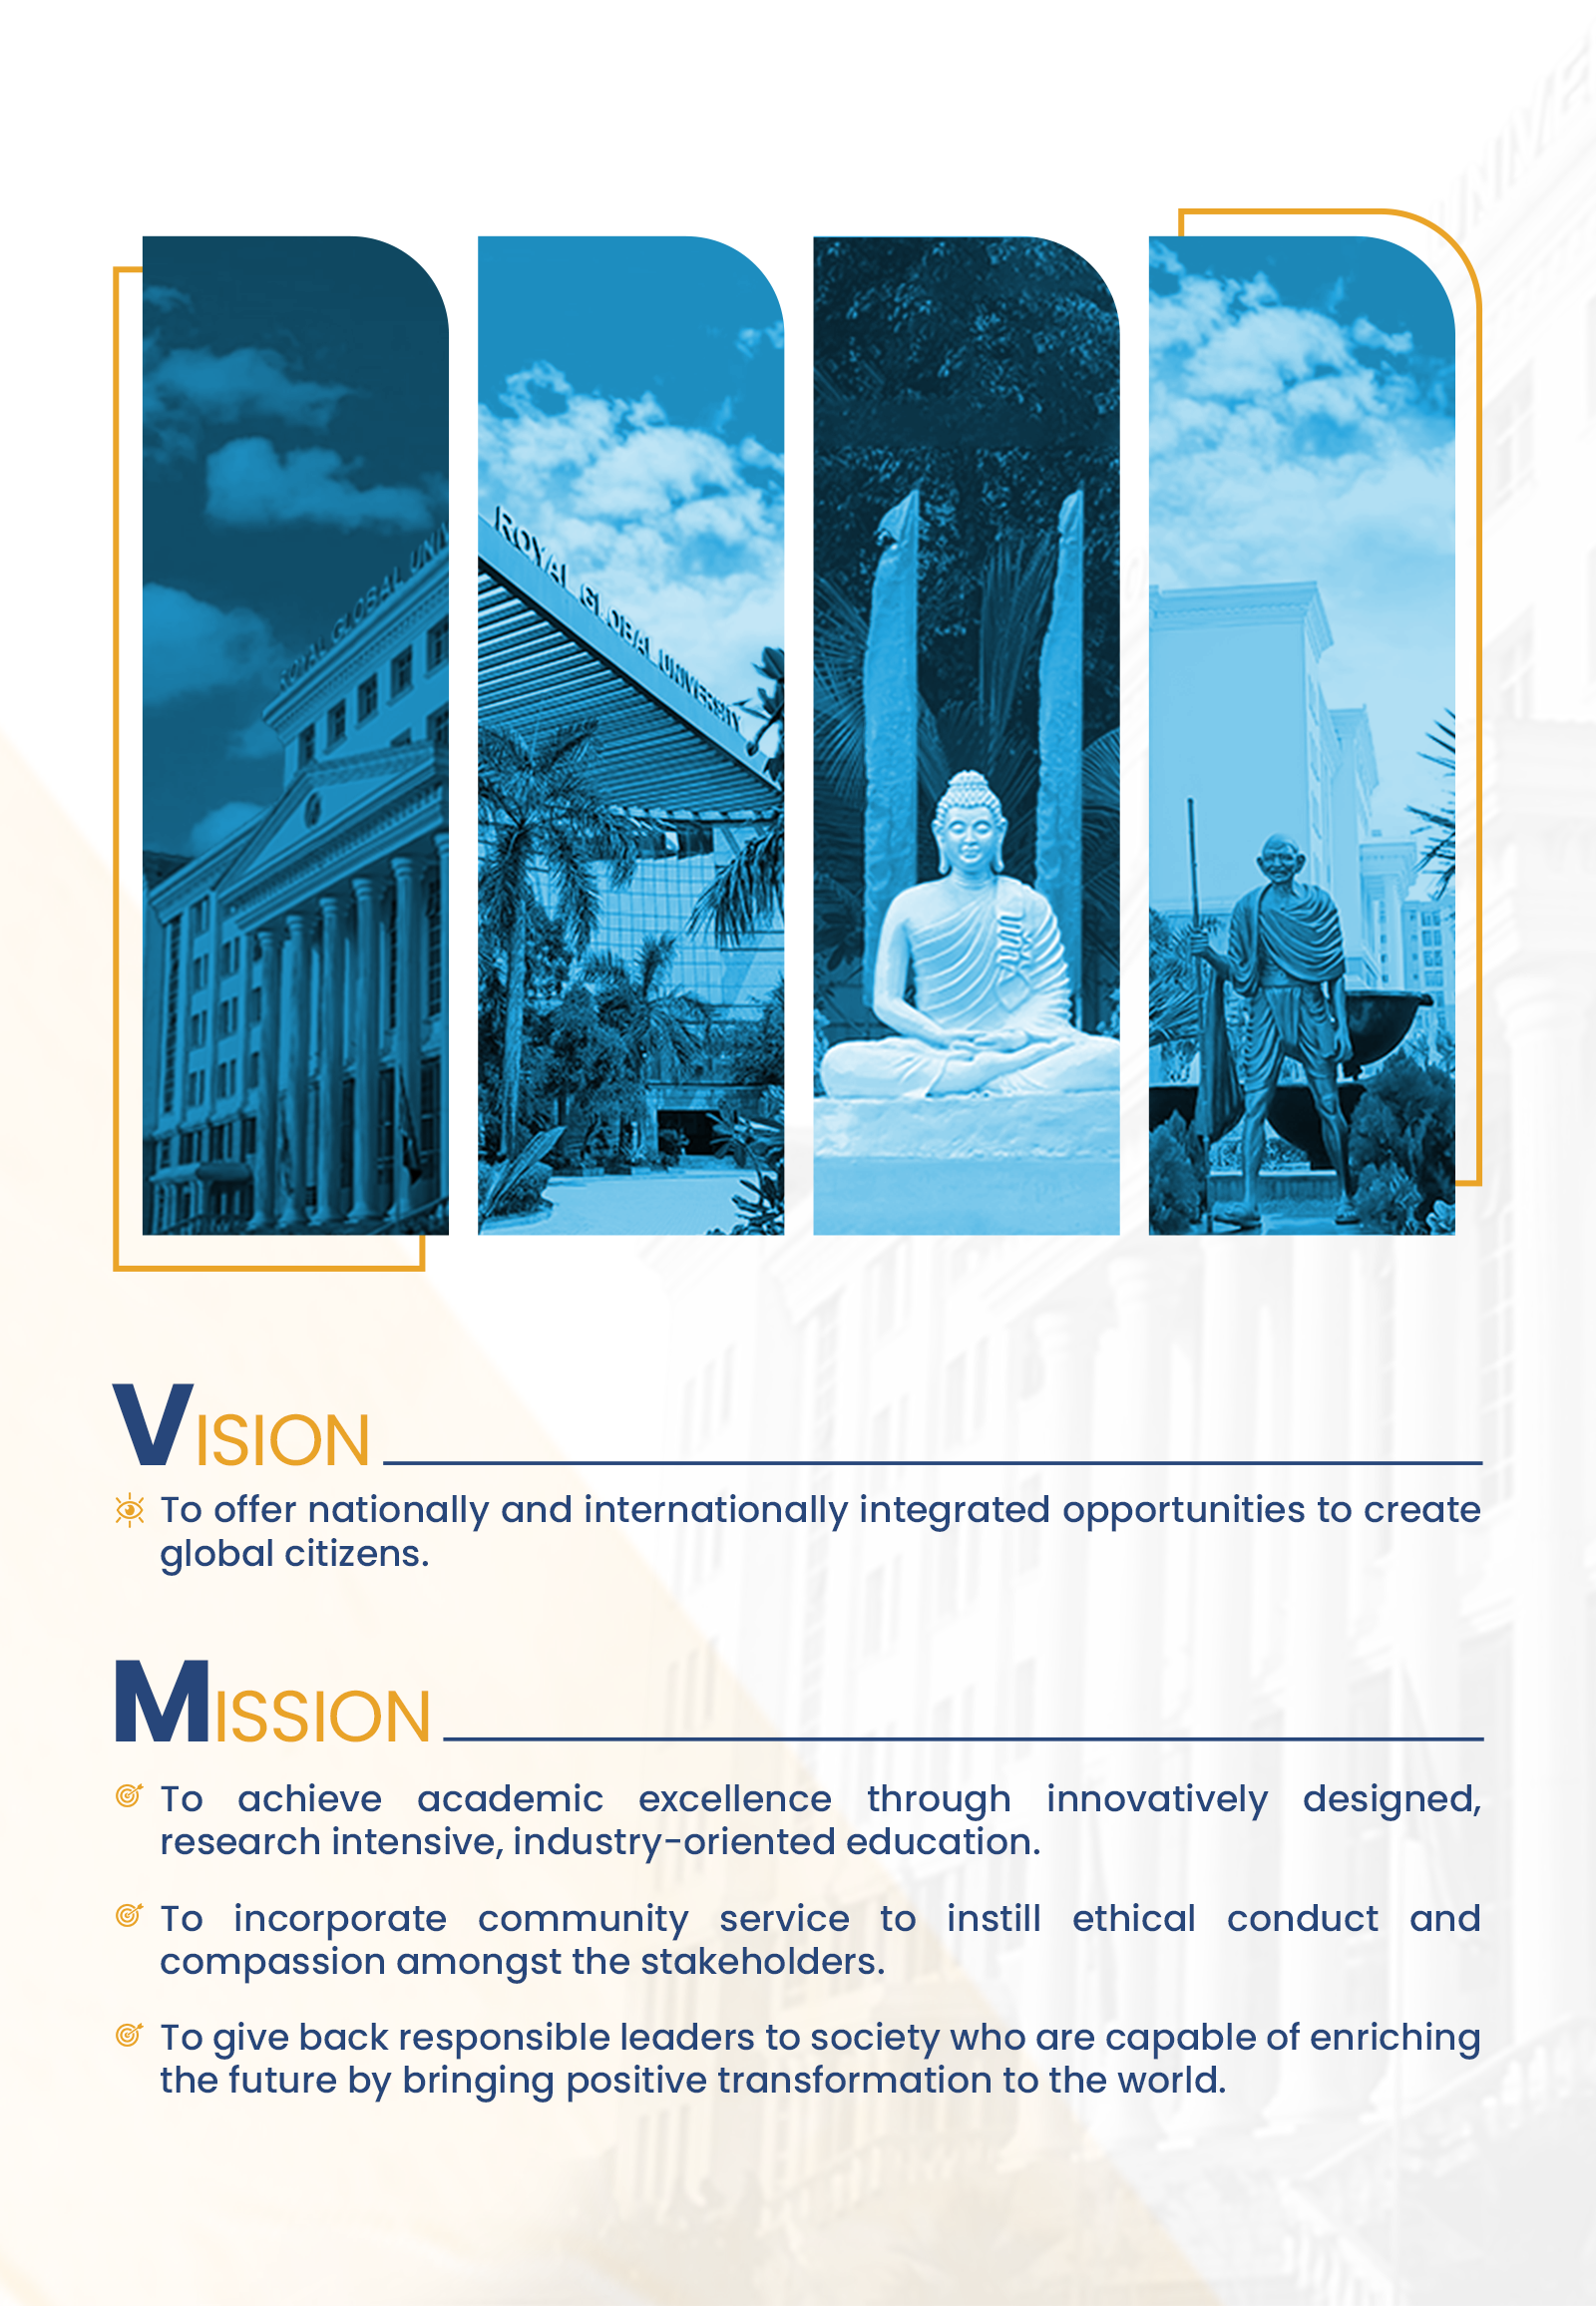 ROYAL GLOBAL UNIV
ROYAL GLOBAL UNIVERSITY
VISION
To offer nationally and internationally integrated opportunities to create
global citizens.
MISSION
To achieve academic excellence through innovatively designed,
research intensive, industry-oriented education.
To incorporate community service to instill ethical conduct and
compassion amongst the stakeholders.
To give back responsible leaders to society who are capable of enriching
the future by bringing positive transformation to the world.